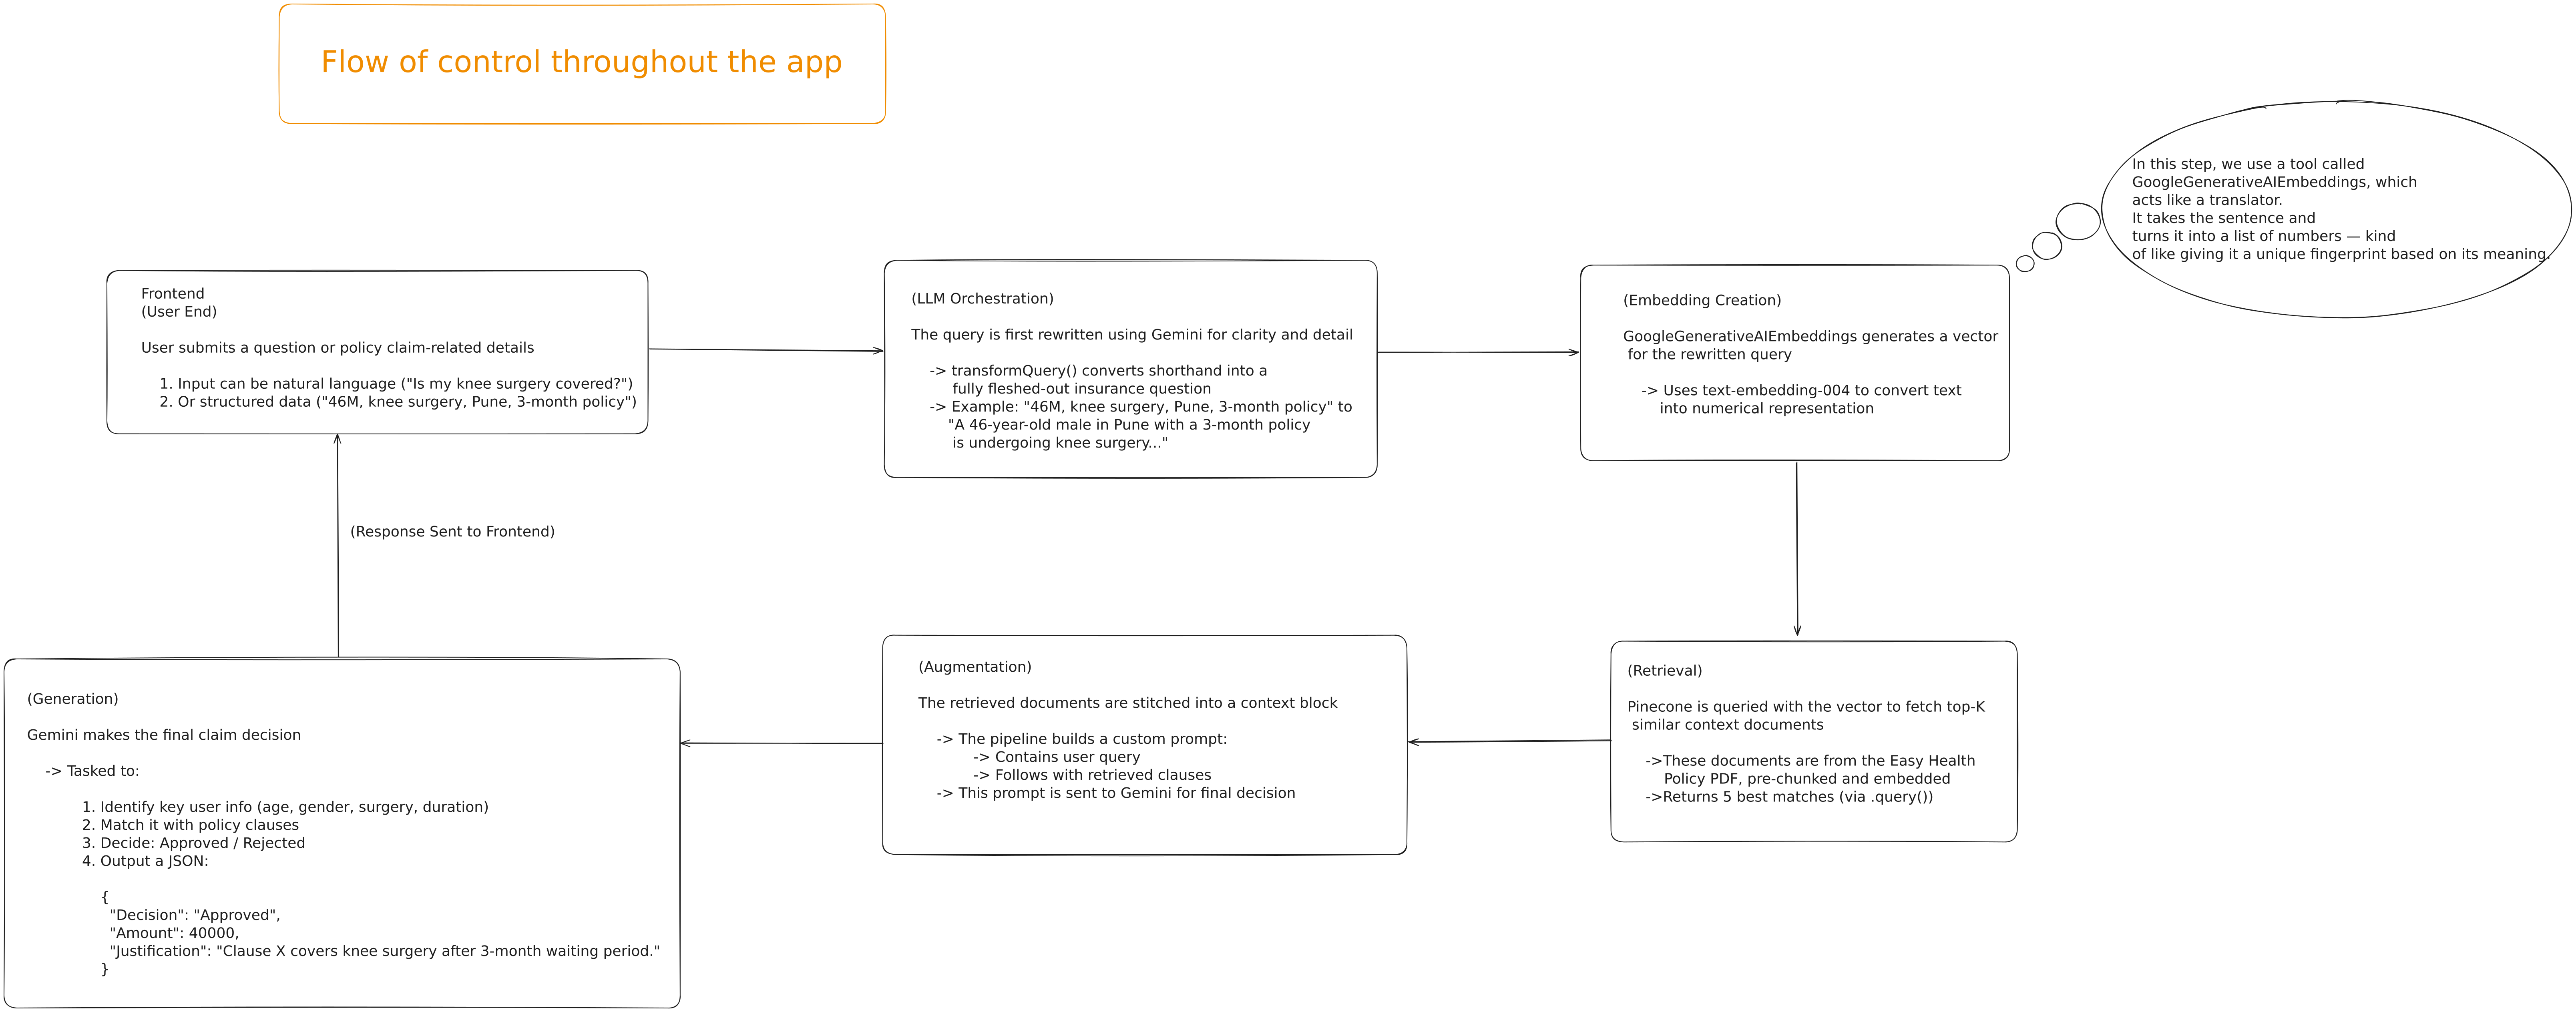 Flow of control throughout the app
In this step, we use a tool called
GoogleGenerativeAIEmbeddings, which
acts like a translator.
It takes the sentence and
turns it into a list of numbers — kind
of like giving it a unique fingerprint based on its meaning.
Frontend
(User End)
User submits a question or policy claim-related details
1. Input can be natural language ("Is my knee surgery covered?")
2. Or structured data ("46M, knee surgery, Pune, 3-month policy")
(LLM Orchestration)
The query is first rewritten using Gemini for clarity and detail
-> transformQuery() converts shorthand into a
fully fleshed-out insurance question
-> Example: "46M, knee surgery, Pune, 3-month policy" to
"A 46-year-old male in Pune with a 3-month policy
is undergoing knee surgery..."
(Embedding Creation)
GoogleGenerativeAIEmbeddings generates a vector
for the rewritten query
-> Uses text-embedding-004 to convert text
into numerical representation
(Response Sent to Frontend)
(Retrieval)
Pinecone is queried with the vector to fetch top-K
similar context documents
->These documents are from the Easy Health
Policy PDF, pre-chunked and embedded
->Returns 5 best matches (via .query())
(Augmentation)
The retrieved documents are stitched into a context block
-> The pipeline builds a custom prompt:
-> Contains user query
-> Follows with retrieved clauses
-> This prompt is sent to Gemini for final decision
(Generation)
Gemini makes the final claim decision
-> Tasked to:
1. Identify key user info (age, gender, surgery, duration)
2. Match it with policy clauses
3. Decide: Approved / Rejected
4. Output a JSON:
{
"Decision": "Approved",
"Amount": 40000,
"Justification": "Clause X covers knee surgery after 3-month waiting period."
}